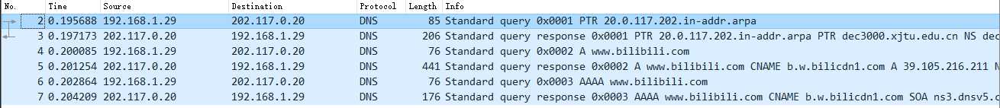 No. Time Source Destination Protocol Length Info
2 0.195688 192.168.1.29 202.117.0.20 DNS 85 Standard query 0x0001 PTR 20.0.117.202.in-addr.arpa
3 0.197173 202.117.0.20 192.168.1.29 DNS 206 Standard query response 0x0001 PTR 20.0.117.202.in-addr.arpa PTR dec3000.xjtu.edu.cn NS dec
4 0.200085 192.168.1.29 202.117.0.20 DNS 76 Standard query 0x0002 A www.bilibili.com
5 0.201254 202.117.0.20 192.168.1.29 DNS 441 Standard query response 0x0002 A www.bilibili.com CNAME b.w.bilicdn1.com A 39.105.216.211 N
6 0.202864 192.168.1.29 202.117.0.20 DNS 76 Standard query 0x0003 AAAA www.bilibili.com
7 0.204209 202.117.0.20 192.168.1.29 DNS 176 Standard query response 0x0003 AAAA www.bilibili.com CNAME b.w.bilicdn1.com SOA ns3.dnsv5.c